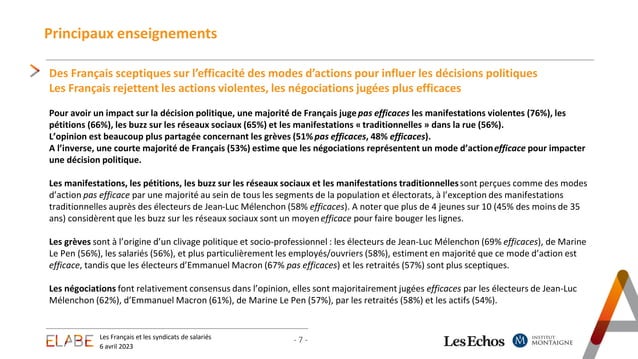 Principaux enseignements
Des Français sceptiques sur l’efficacité des modes d’actions pour influer les décisions politiques
Les Français rejettent les actions violentes, les négociations jugées plus efficaces
Pour avoir un impact sur la décision politique, une majorité de Français juge pas efficaces les manifestations violentes (76%), les
pétitions (66%), les buzz sur les réseaux sociaux (65%) et les manifestations « traditionnelles » dans la rue (56%).
L’opinion est beaucoup plus partagée concernant les grèves (51% pas efficaces, 48% efficaces).
A l’inverse, une courte majorité de Français (53%) estime que les négociations représentent un mode d’action efficace pour impacter
une décision politique.
Les manifestations, les pétitions, les buzz sur les réseaux sociaux et les manifestations traditionnelles sont perçues comme des modes
d’action pas efficace par une majorité au sein de tous les segments de la population et électorats, à l’exception des manifestations
traditionnelles auprès des électeurs de Jean-Luc Mélenchon (58% efficaces). A noter que plus de 4 jeunes sur 10 (45% des moins de 35
ans) considèrent que les buzz sur les réseaux sociaux sont un moyen efficace pour faire bouger les lignes.
Les grèves sont à l’origine d’un clivage politique et socio-professionnel : les électeurs de Jean-Luc Mélenchon (69% efficaces), de Marine
Le Pen (56%), les salariés (56%), et plus particulièrement les employés/ouvriers (58%), estiment en majorité que ce mode d’action est
efficace, tandis que les électeurs d’Emmanuel Macron (67% pas efficaces) et les retraités (57%) sont plus sceptiques.
Les négociations font relativement consensus dans l’opinion, elles sont majoritairement jugées efficaces par les électeurs de Jean-Luc
Mélenchon (62%), d’Emmanuel Macron (61%), de Marine Le Pen (57%), par les retraités (58%) et les actifs (54%).
ELABE
Les Français et les syndicats de salariés
6 avril 2023
- 7 -
Les Echos
INSTITUT
MONTAIGNE